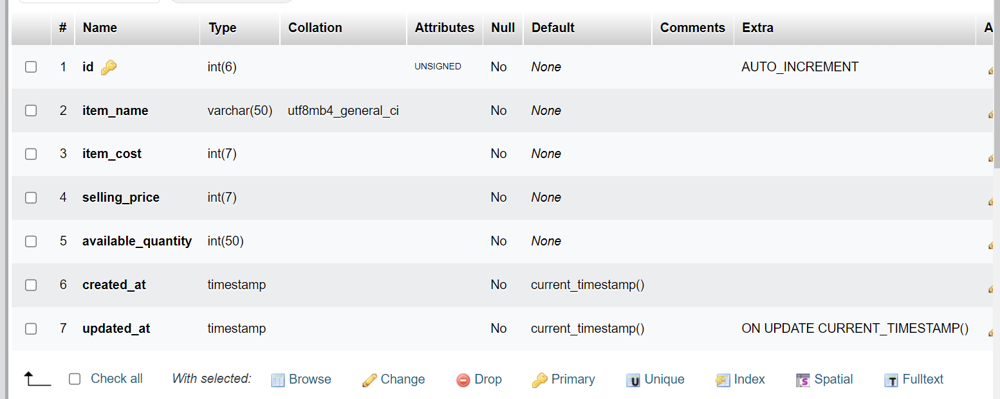 # Name Type Collation Attributes Null Default Comments Extra A
1 id int(6) UNSIGNED No None AUTO_INCREMENT
2 item_name varchar(50) utf8mb4_general_ci No None
3 item_cost int(7) No None
4 selling_price int(7) No None
5 available_quantity int(50) No None
6 created_at timestamp No current_timestamp()
7 updated_at timestamp No current_timestamp() ON UPDATE CURRENT_TIMESTAMP()
Check all With selected: Browse Change Drop Primary Unique Index Spatial Fulltext